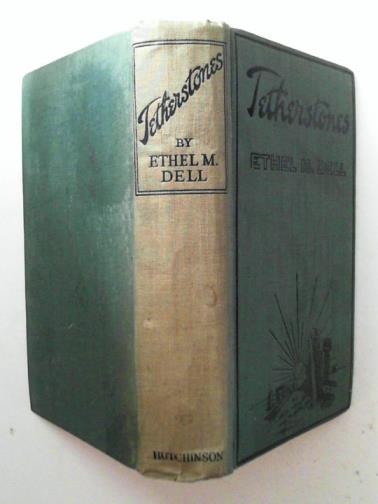 Tetherstones
BY
ETHEL M.
DELL
HUTCHINSON
Tetherstones
ETHEL M. DELL